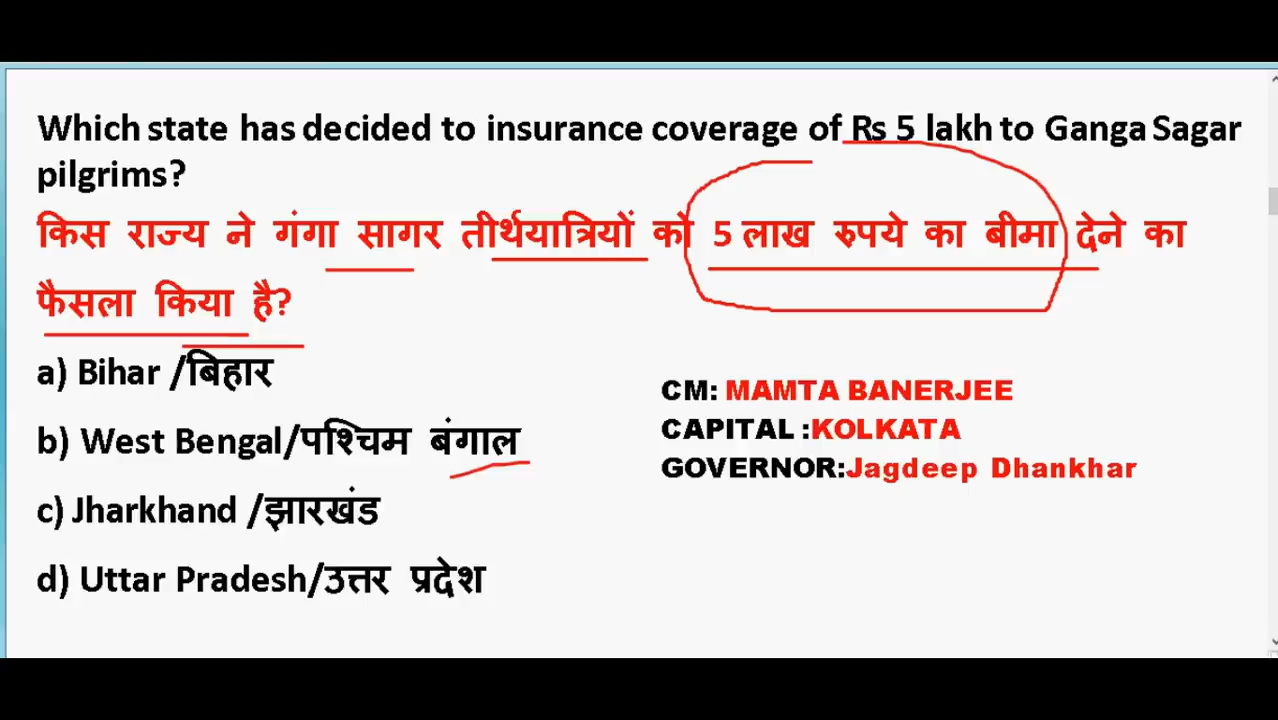 Which state has decided to insurance coverage of Rs 5 lakh to Ganga Sagar
pilgrims?
किस राज्य ने गंगा सागर तीर्थयात्रियों को 5 लाख रुपये का बीमा देने का
फैसला किया है?
a) Bihar /बिहार
b) West Bengal/पश्चिम बंगाल
c) Jharkhand /झारखंड
d) Uttar Pradesh/उत्तर प्रदेश
CM: MAMTA BANERJEE
CAPITAL :KOLKATA
GOVERNOR:Jagdeep Dhankhar